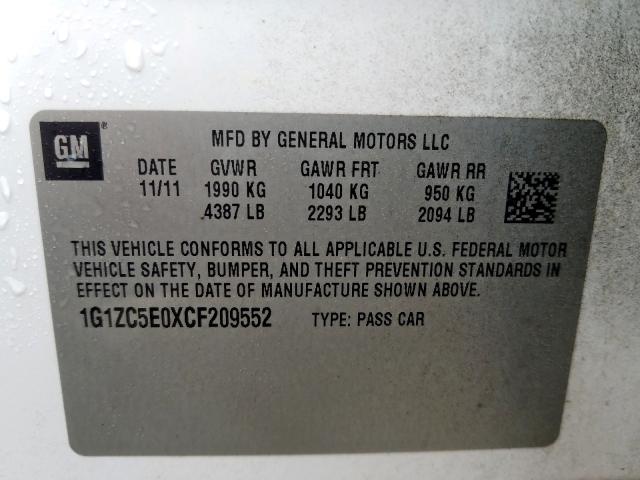 GM ®
MFD BY GENERAL MOTORS LLC
DATE GVWR GAWR FRT GAWR RR
11/11 1990 KG 1040 KG 950 KG
4387 LB 2293 LB 2094 LB
THIS VEHICLE CONFORMS TO ALL APPLICABLE U.S. FEDERAL MOTOR
VEHICLE SAFETY, BUMPER, AND THEFT PREVENTION STANDARDS IN
EFFECT ON THE DATE OF MANUFACTURE SHOWN ABOVE.
1G1ZC5E0XCF209552 TYPE: PASS CAR